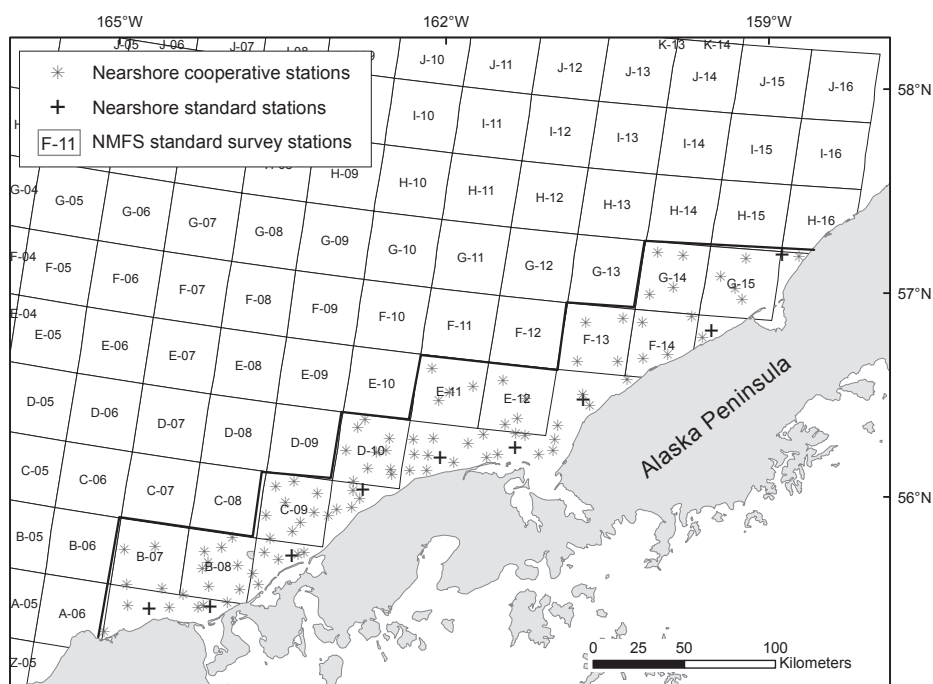 165°W 162°W 159°W
J-05 J-06 J-07 J-08 K-13 K-14
Nearshore cooperative stations
Nearshore standard stations
F-11 NMFS standard survey stations
J-10 J-11 J-12 J-13 J-14 J-15 J-16
58°N
I-10 I-11 I-12 I-13 I-14 I-15 I-16
H-09 H-10 H-11 H-12 H-13 H-14 H-15 H-16
G-04 G-05 G-06 G-07 G-08 G-09 G-10 G-11 G-12 G-13 G-14 G-15
57°N
F-04 F-05 F-06 F-07 F-08 F-09 F-10 F-11 F-12 F-13 F-14
E-04 E-05 E-06 E-07 E-08 E-09 E-10 E-11 E-12
Alaska Peninsula
D-05 D-06 D-07 D-08 D-09 D-10
56°N
C-05 C-06 C-07 C-08 C-09
B-05 B-06 B-07 B-08
A-05 A-06
Z-05
0 25 50 100
Kilometers